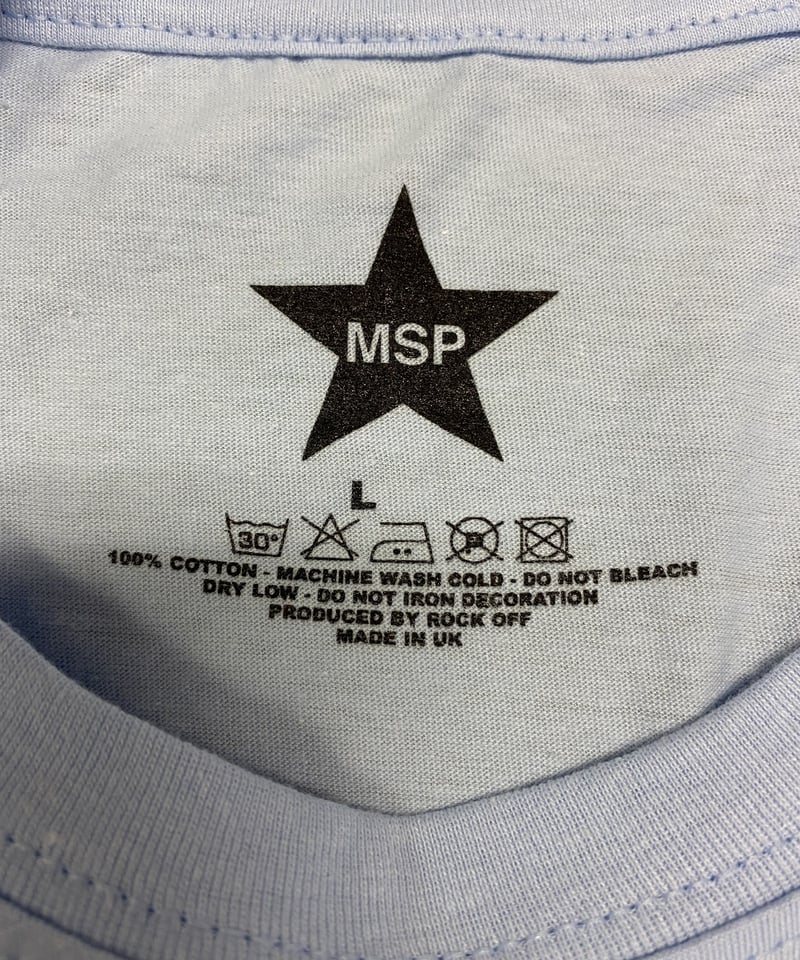 MSP
L
30°
P
100% COTTON - MACHINE WASH COLD - DO NOT BLEACH
DRY LOW - DO NOT IRON DECORATION
PRODUCED BY ROCK OFF
MADE IN UK